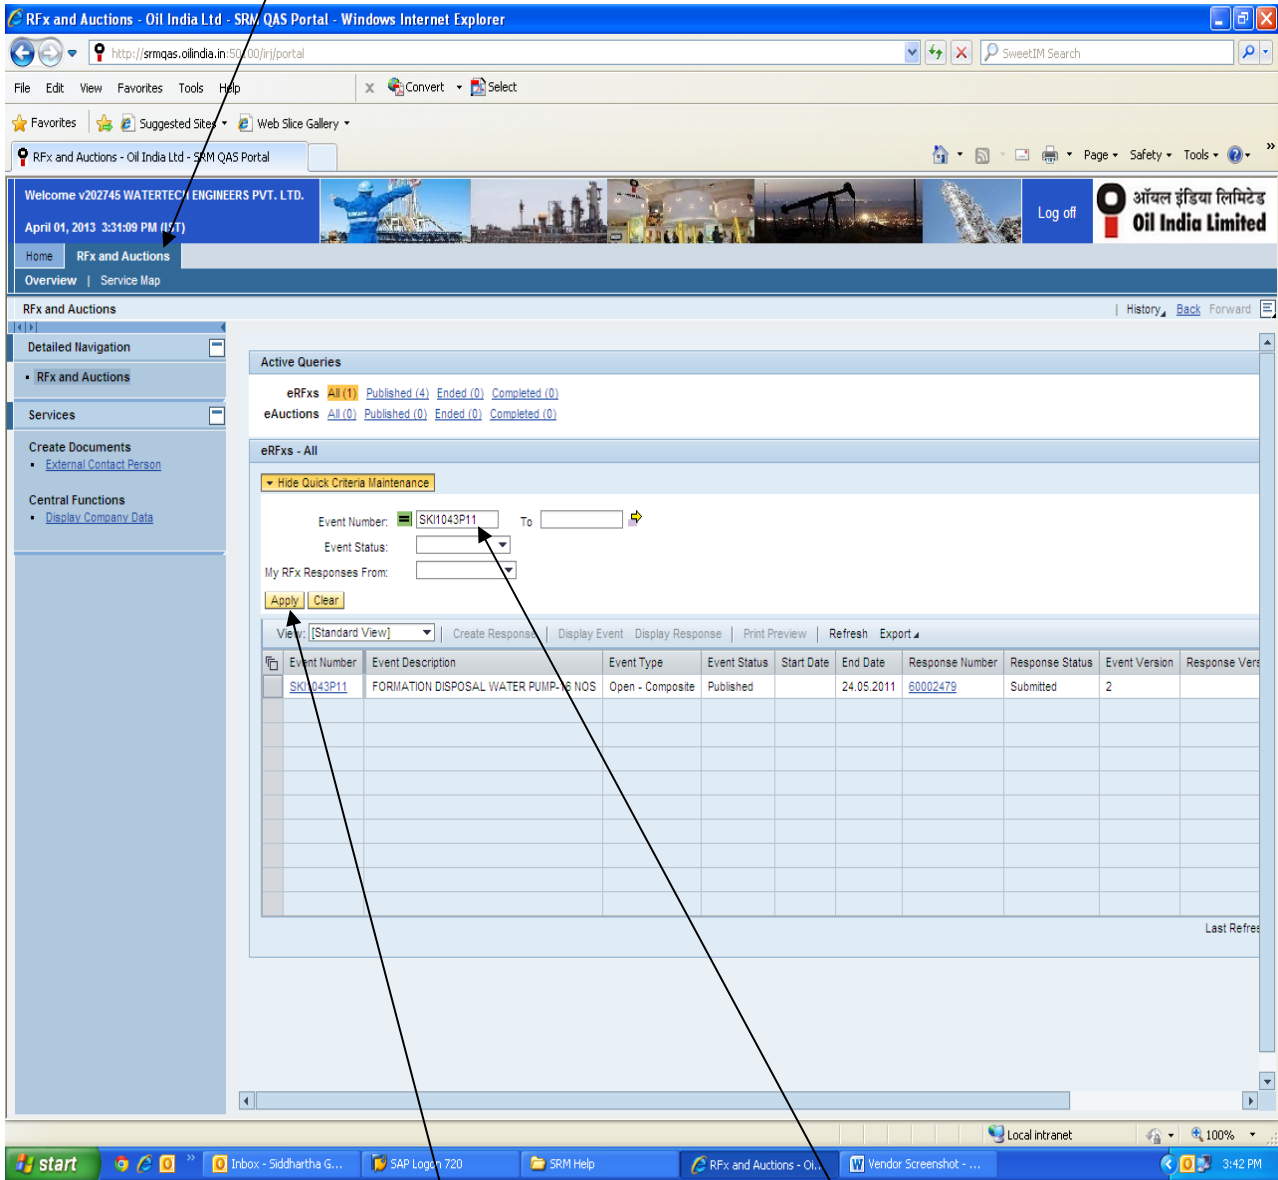 RFx and Auctions - Oil India Ltd - SRM QAS Portal - Windows Internet Explorer
http://srmqas.oilindia.in:50100/irj/portal
SweetIM Search
File Edit View Favorites Tools Help x Convert Select
Favorites Suggested Sites Web Slice Gallery
RFx and Auctions - Oil India Ltd - SRM QAS Portal Page Safety Tools
Welcome v202745 WATERTECH ENGINEERS PVT. LTD.
April 01, 2013 3:31:09 PM (IST)
Log off
ऑयल इंडिया लिमिटेड
Oil India Limited
Home RFx and Auctions
Overview | Service Map
RFx and Auctions | History Back Forward
Detailed Navigation
RFx and Auctions
Services
Create Documents
External Contact Person
Central Functions
Display Company Data
Active Queries
eRFxs All (1) Published (4) Ended (0) Completed (0)
eAuctions All (0) Published (0) Ended (0) Completed (0)
eRFxs - All
Hide Quick Criteria Maintenance
Event Number: SKI1043P11 To
Event Status:
My RFx Responses From:
Apply Clear
View: [Standard View] Create Response Display Event Display Response Print Preview Refresh Export
Event Number Event Description Event Type Event Status Start Date End Date Response Number Response Status Event Version Response Vers
SKI1043P11 FORMATION DISPOSAL WATER PUMP-16 NOS Open - Composite Published 24.05.2011 60002479 Submitted 2
Last Refres
Local intranet 100%
start Inbox - Siddhartha G... SAP Logon 720 SRM Help RFx and Auctions - Oi... Vendor Screenshot - ... 3:42 PM